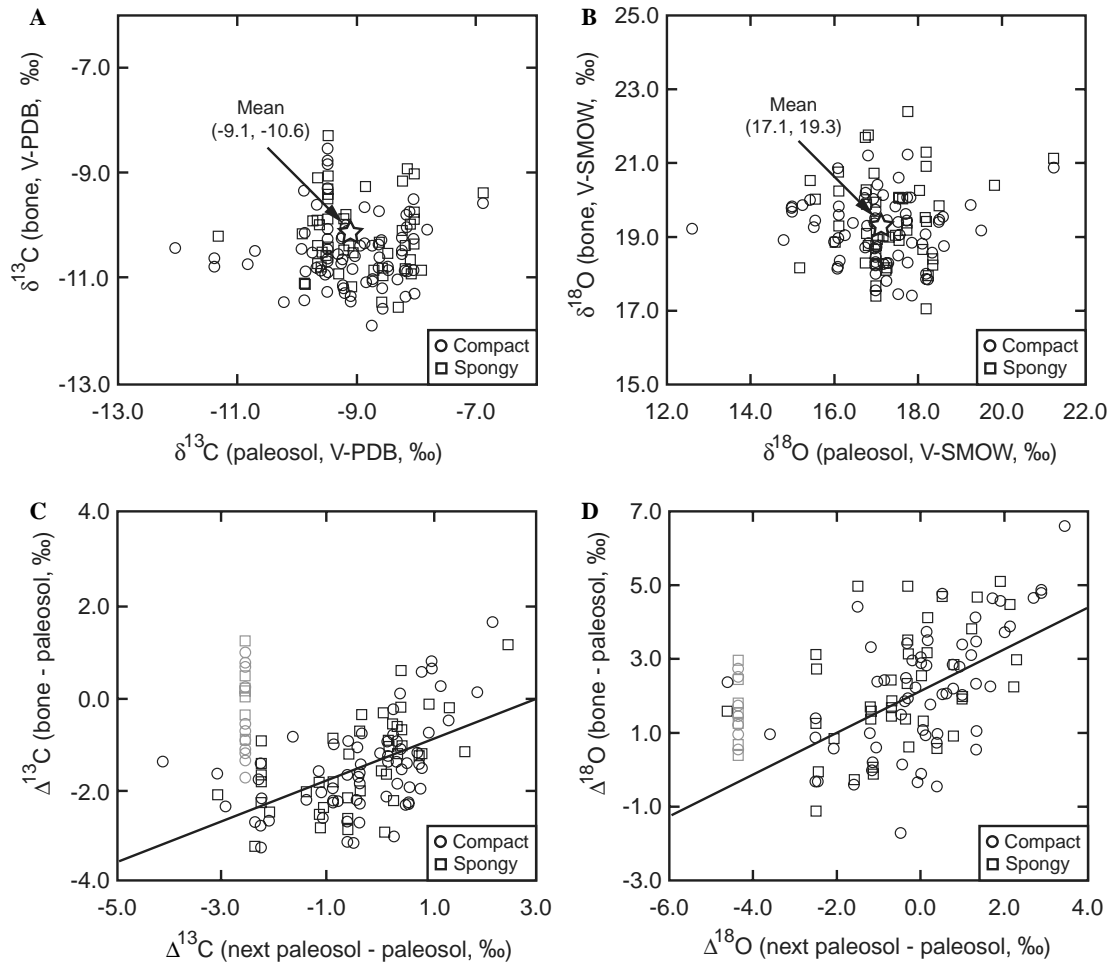 A
-7.0
-9.0
-11.0
-13.0
δ13C (bone, V-PDB, ‰)
Mean
(-9.1, -10.6)
Compact
Spongy
-13.0 -11.0 -9.0 -7.0
δ13C (paleosol, V-PDB, ‰)
B
25.0
23.0
21.0
19.0
17.0
15.0
δ18O (bone, V-SMOW, ‰)
Mean
(17.1, 19.3)
Compact
Spongy
12.0 14.0 16.0 18.0 20.0 22.0
δ18O (paleosol, V-SMOW, ‰)
C
4.0
2.0
0.0
-2.0
-4.0
Δ13C (bone - paleosol, ‰)
Compact
Spongy
-5.0 -3.0 -1.0 1.0 3.0
Δ13C (next paleosol - paleosol, ‰)
D
7.0
5.0
3.0
1.0
-1.0
-3.0
Δ18O (bone - paleosol, ‰)
Compact
Spongy
-6.0 -4.0 -2.0 0.0 2.0 4.0
Δ18O (next paleosol - paleosol, ‰)